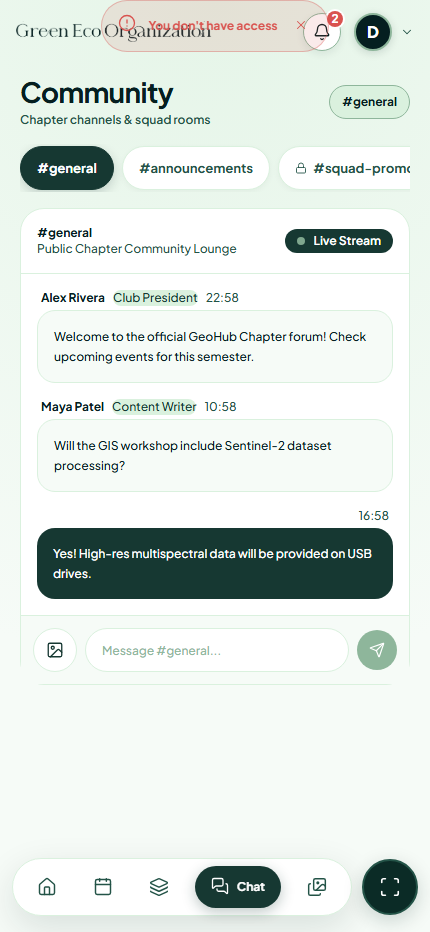 Green Eco Organization
You don't have access
2
D
Community
Chapter channels & squad rooms
#general
#general
#announcements
#squad-promo
#general
Public Chapter Community Lounge
Live Stream
Alex Rivera Club President 22:58
Welcome to the official GeoHub Chapter forum! Check
upcoming events for this semester.
Maya Patel Content Writer 10:58
Will the GIS workshop include Sentinel-2 dataset
processing?
16:58
Yes! High-res multispectral data will be provided on USB
drives.
Message #general...
Chat